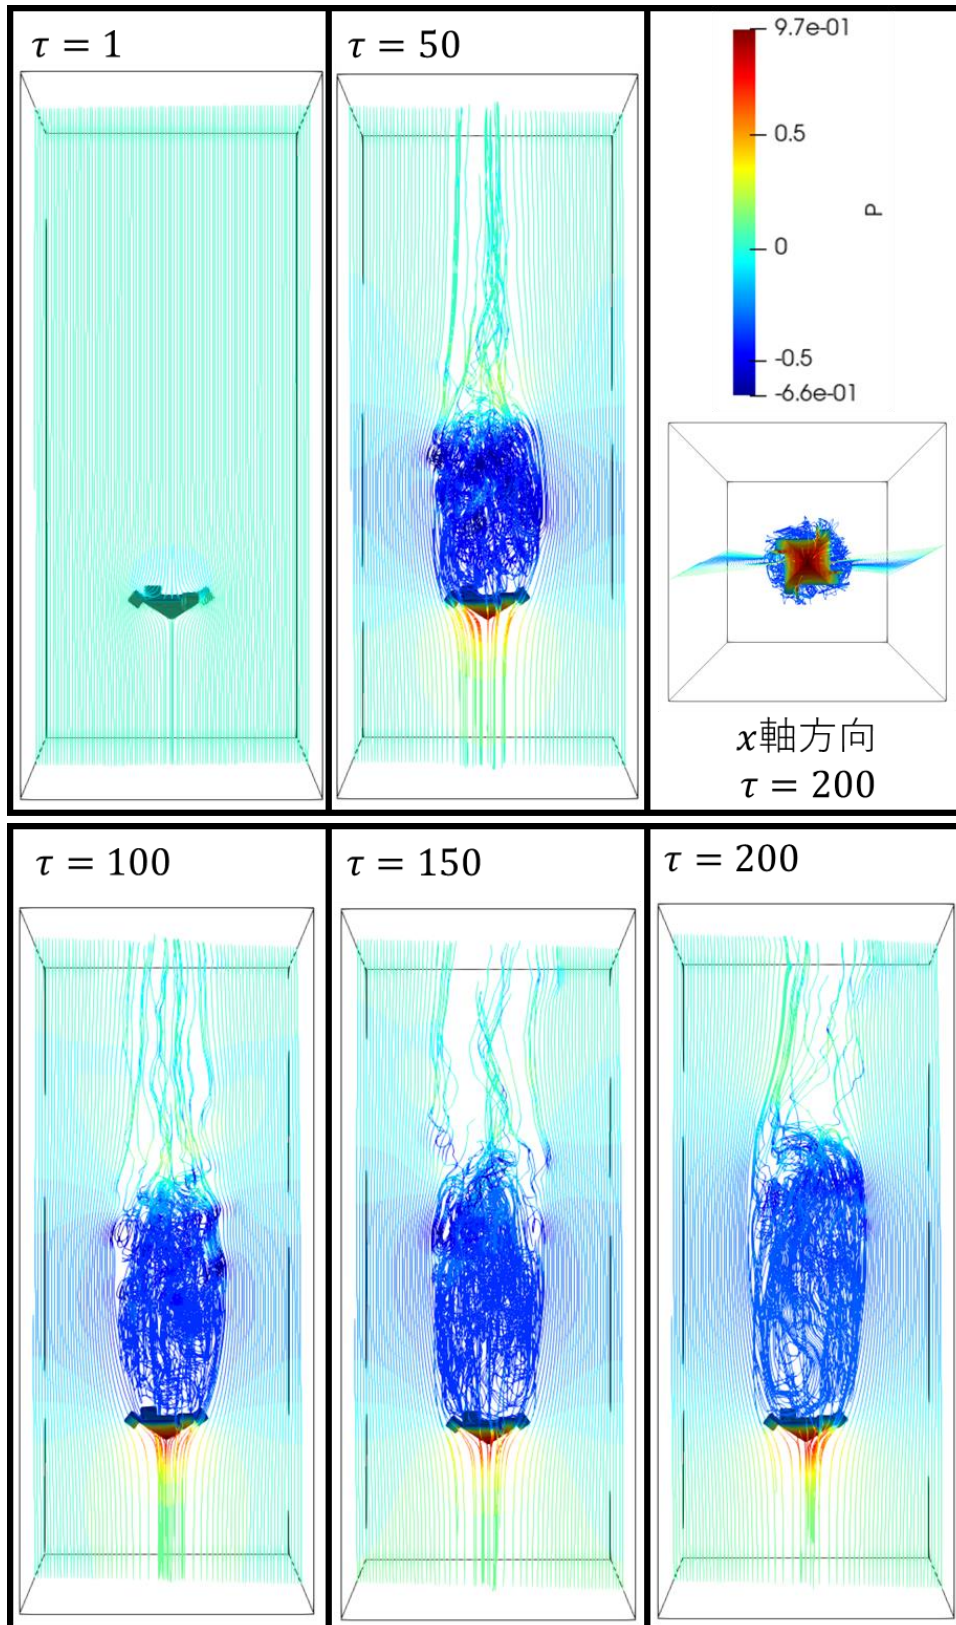 τ = 1
τ = 50
9.7e-01
0.5
0
-0.5
-6.6e-01
P
x軸方向
τ = 200
τ = 100
τ = 150
τ = 200